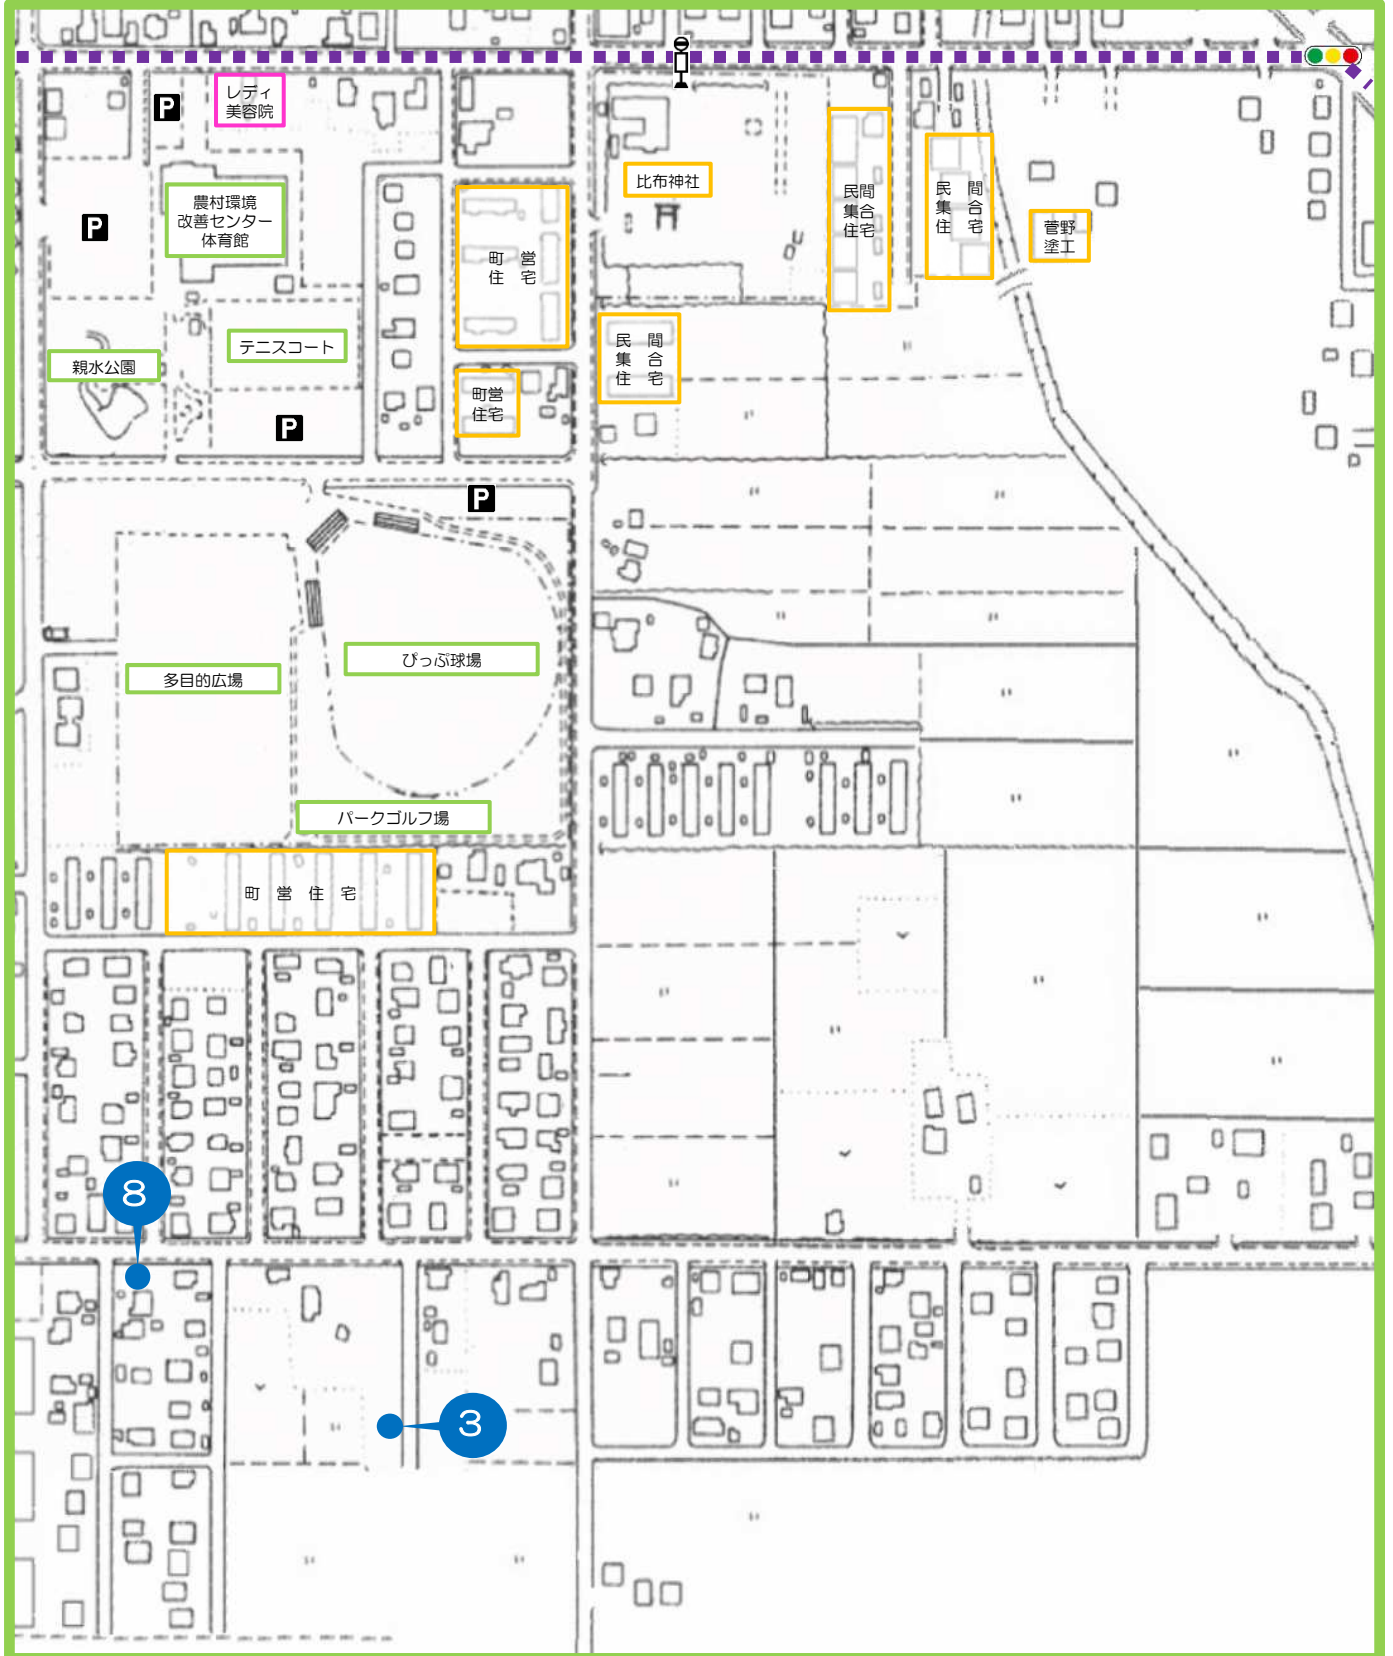 レディ
美容院
P
農村環境
改善センター
体育館
P
親水公園
テニスコート
P
町　営
住　宅
町営
住宅
比布神社
民間
集合
住宅
民　間
集　合
住　宅
菅野
塗工
民　間
集　合
住　宅
P
多目的広場
ぴっぷ球場
パークゴルフ場
町　営　住　宅
8
3